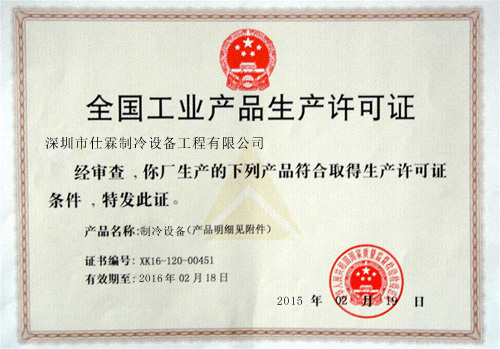 全国工业产品生产许可证
深圳市仕霖制冷设备工程有限公司
经审查，你厂生产的下列产品符合取得生产许可证
条件，特发此证。
产品名称:制冷设备(产品明细见附件)
证书编号: XK16-120-00451
有效期至:2016年02月18日
2015 年 02 月 19 日